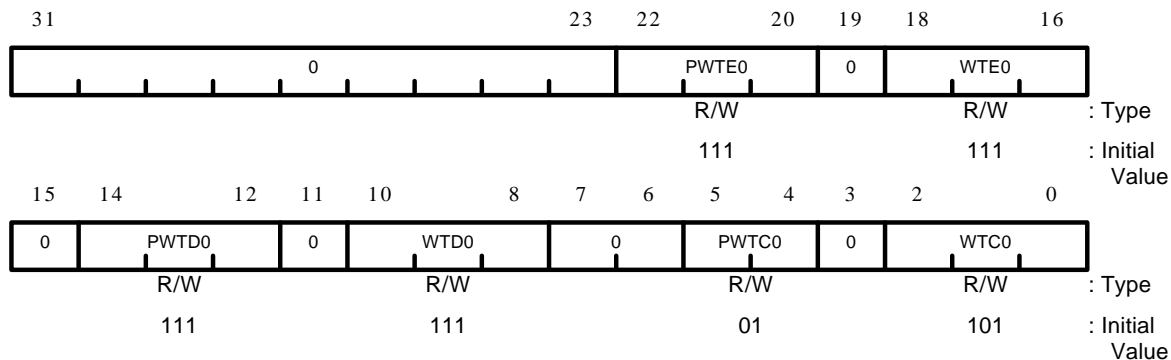 31 23 22 20 19 18 16
0 PWTE0 0 WTE0
R/W R/W : Type
111 111 : Initial
Value
15 14 12 11 10 8 7 6 5 4 3 2 0
0 PWTD0 0 WTD0 0 PWTC0 0 WTC0
R/W R/W R/W R/W : Type
111 111 01 101 : Initial
Value